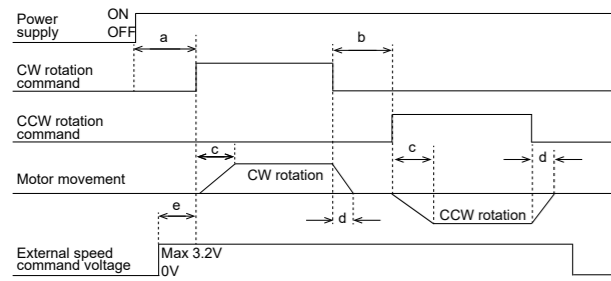 Power
supply
ON
OFF
a
b
CW rotation
command
CCW rotation
command
c
c
d
Motor movement
CW rotation
e
d
CCW rotation
External speed
command voltage
Max 3.2V
0V